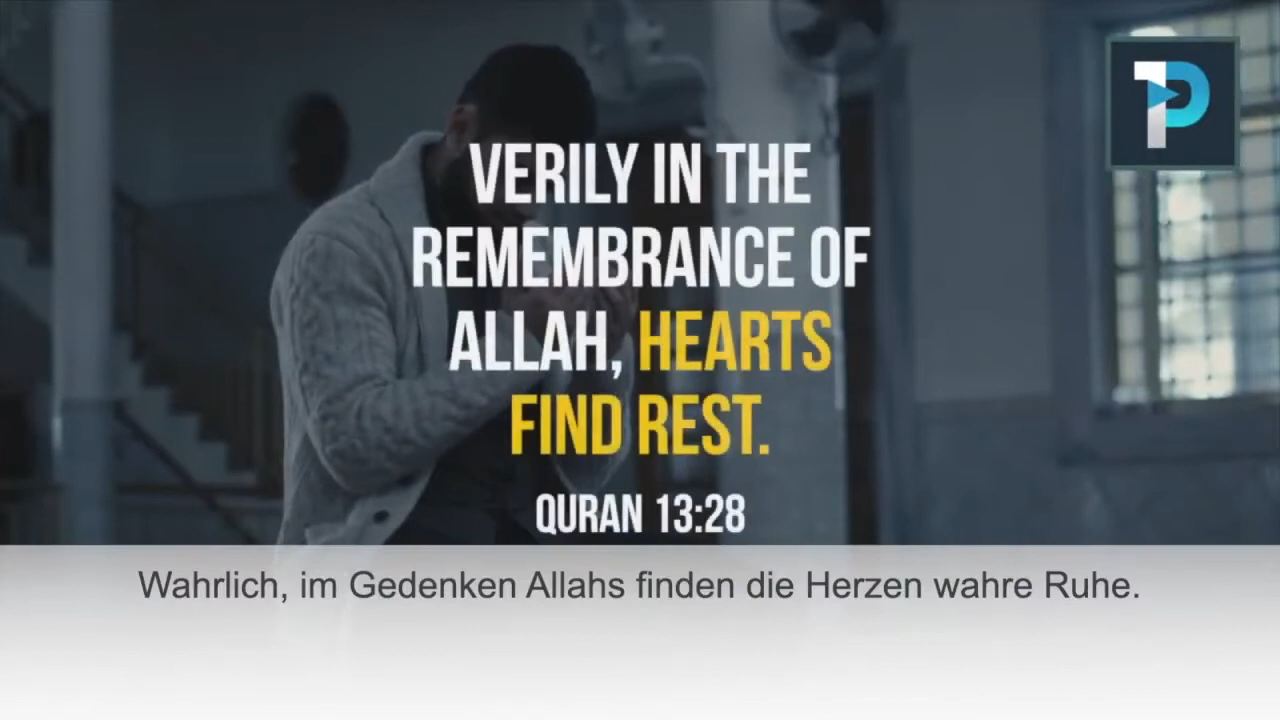 VERILY IN THE
REMEMBRANCE OF
ALLAH, HEARTS
FIND REST.
QURAN 13:28
Wahrlich, im Gedenken Allahs finden die Herzen wahre Ruhe.